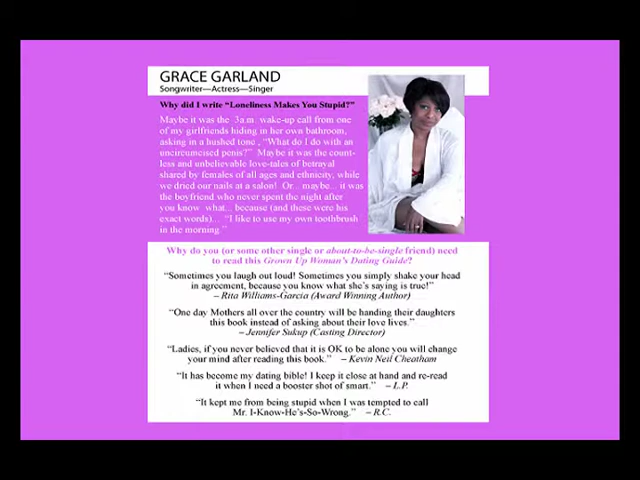 GRACE GARLAND
Songwriter—Actress—Singer
Why did I write "Loneliness Makes You Stupid?"
Maybe it was the 3a.m. wake-up call from one
of my girlfriends hiding in her own bathroom,
asking in a hushed tone, "What do I do with an
uncircumcised penis?" Maybe it was the count-
less and unbelievable love-tales of betrayal
shared by females of all ages and ethnicity, while
we dried our nails at a salon! Or... maybe... it was
the boyfriend who never spent the night after
you know what... because (and these were his
exact words)... "I like to use my own toothbrush
in the morning."
Why do you (or some other single or about-to-be-single friend) need
to read this Grown Up Woman's Dating Guide?
"Sometimes you laugh out loud! Sometimes you simply shake your head
in agreement, because you know what she's saying is true!"
– Rita Williams-Garcia (Award Winning Author)
"One day Mothers all over the country will be handing their daughters
this book instead of asking about their love lives."
– Jennifer Sukup (Casting Director)
"Ladies, if you never believed that it is OK to be alone you will change
your mind after reading this book." – Kevin Neil Cheatham
"It has become my dating bible! I keep it close at hand and re-read
it when I need a booster shot of smart." – L.P.
"It kept me from being stupid when I was tempted to call
Mr. I-Know-He's-So-Wrong." – R.C.